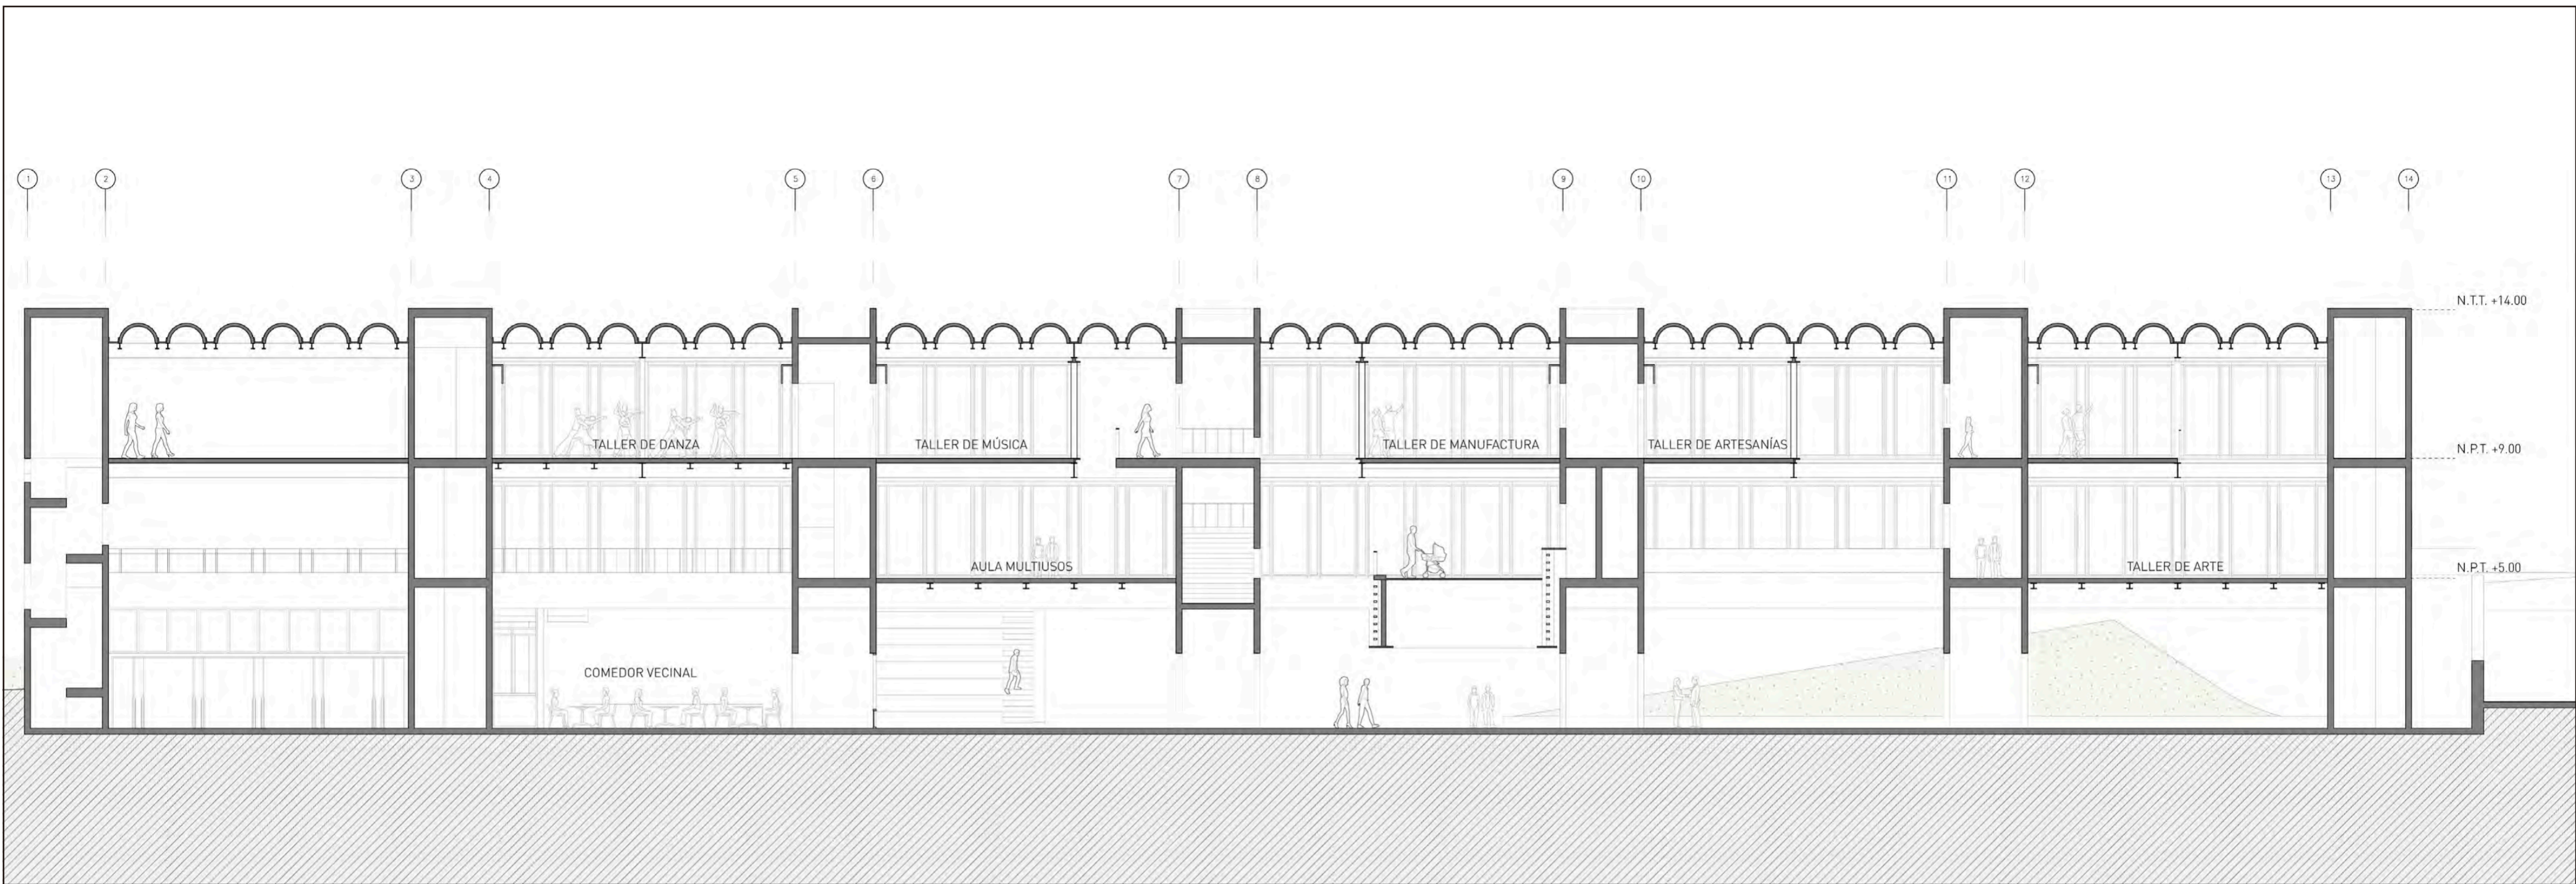 1
2
3
4
5
6
7
8
9
10
11
12
13
14
N.T.T. +14.00
TALLER DE DANZA
TALLER DE MÚSICA
TALLER DE MANUFACTURA
TALLER DE ARTESANÍAS
N.P.T. +9.00
AULA MULTIUSOS
TALLER DE ARTE
N.P.T. +5.00
COMEDOR VECINAL